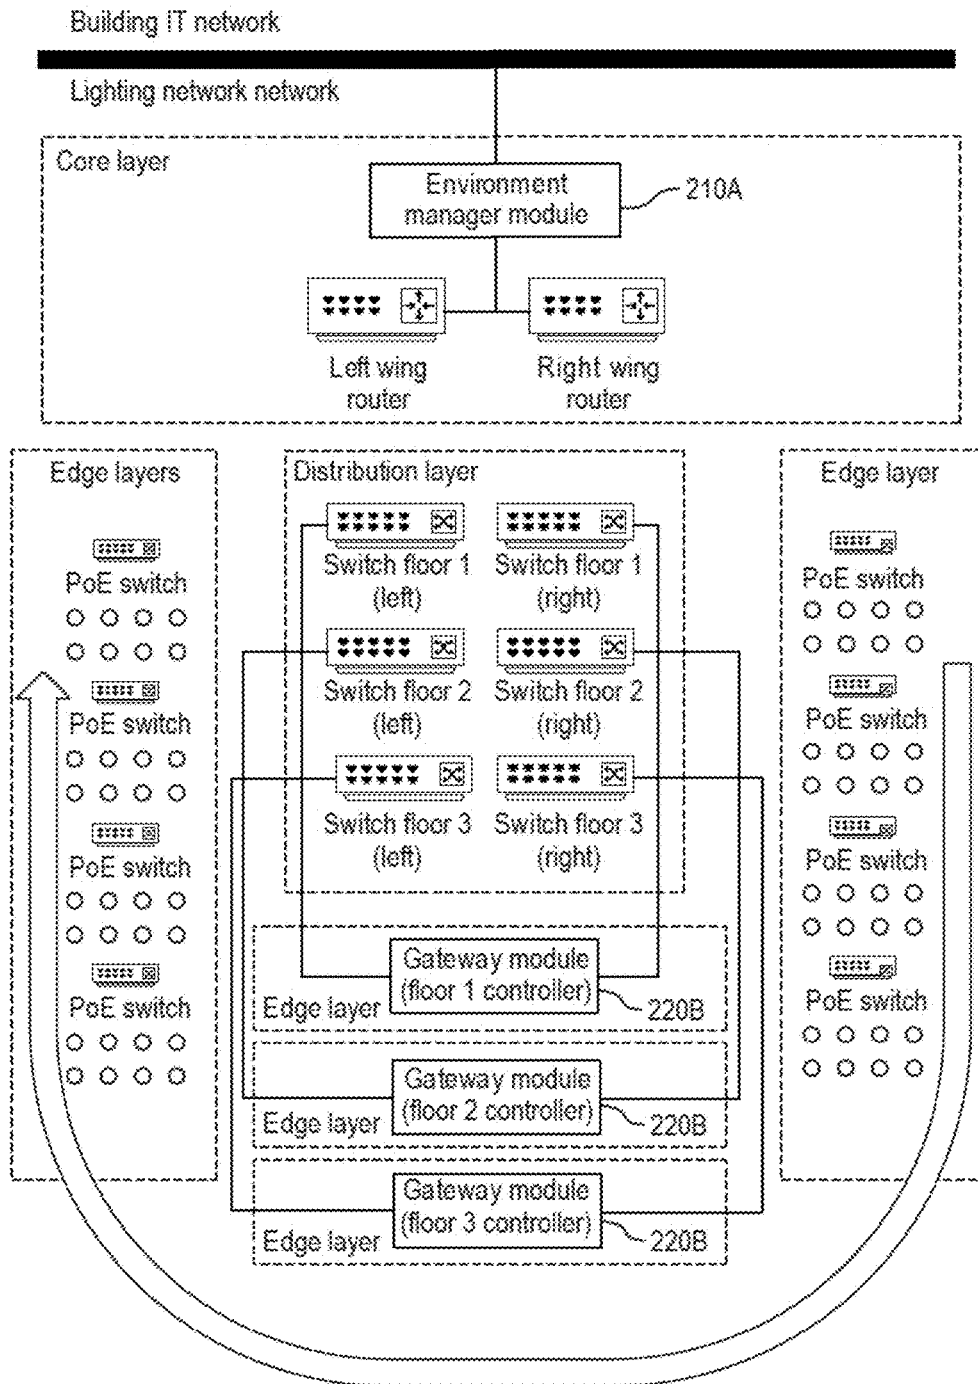 Building IT network
Lighting network network
Core layer
Environment
manager module
210A
Left wing
router
Right wing
router
Edge layers
PoE switch
PoE switch
PoE switch
PoE switch
Distribution layer
Switch floor 1
(left)
Switch floor 1
(right)
Switch floor 2
(left)
Switch floor 2
(right)
Switch floor 3
(left)
Switch floor 3
(right)
Edge layer
PoE switch
PoE switch
PoE switch
PoE switch
Gateway module
(floor 1 controller)
Edge layer
220B
Gateway module
(floor 2 controller)
Edge layer
220B
Gateway module
(floor 3 controller)
Edge layer
220B